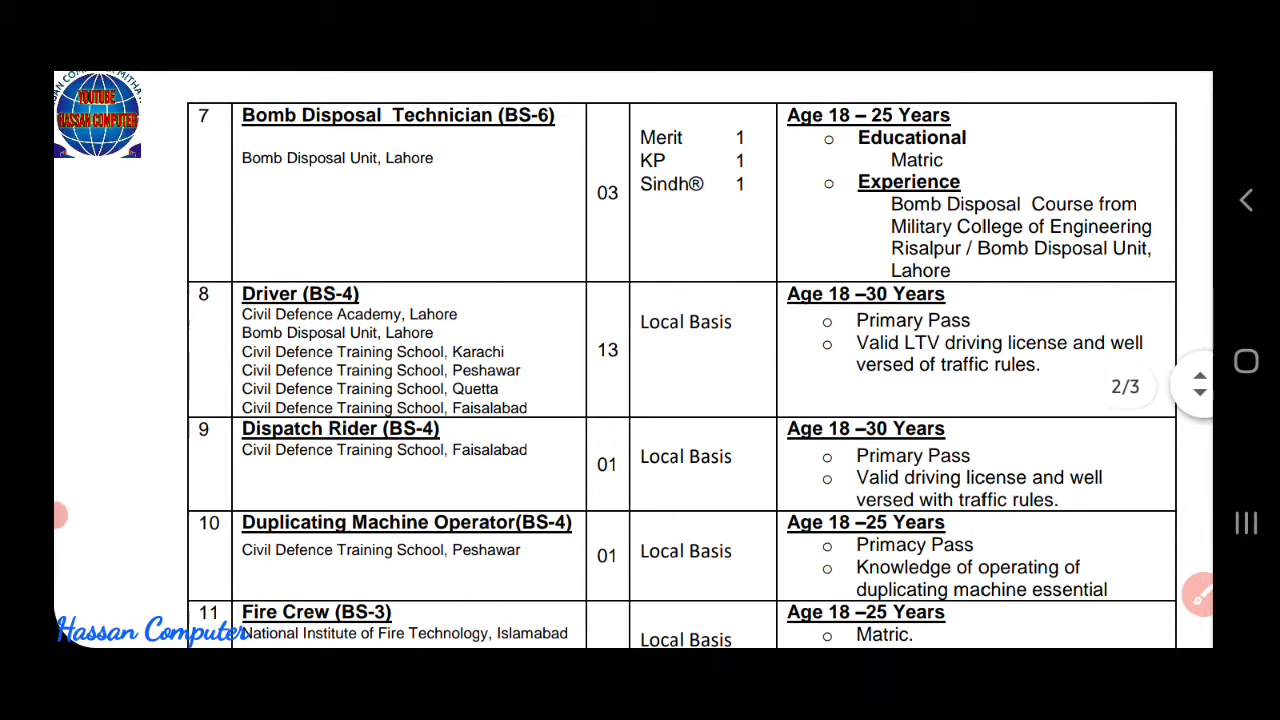 SAN COMPUTER MITHA
YOUTUBE
HASSAN COMPUTER
7
Bomb Disposal Technician (BS-6)
Bomb Disposal Unit, Lahore
03
Merit 1
KP 1
Sindh® 1
Age 18 – 25 Years
o Educational
Matric
o Experience
Bomb Disposal Course from
Military College of Engineering
Risalpur / Bomb Disposal Unit,
Lahore
8
Driver (BS-4)
Civil Defence Academy, Lahore
Bomb Disposal Unit, Lahore
Civil Defence Training School, Karachi
Civil Defence Training School, Peshawar
Civil Defence Training School, Quetta
Civil Defence Training School, Faisalabad
13
Local Basis
Age 18 –30 Years
o Primary Pass
o Valid LTV driving license and well
versed of traffic rules.
2/3
9
Dispatch Rider (BS-4)
Civil Defence Training School, Faisalabad
01
Local Basis
Age 18 –30 Years
o Primary Pass
o Valid driving license and well
versed with traffic rules.
10
Duplicating Machine Operator(BS-4)
Civil Defence Training School, Peshawar
01
Local Basis
Age 18 –25 Years
o Primacy Pass
o Knowledge of operating of
duplicating machine essential
11
Fire Crew (BS-3)
National Institute of Fire Technology, Islamabad
Local Basis
Age 18 –25 Years
o Matric.
Hassan Computer